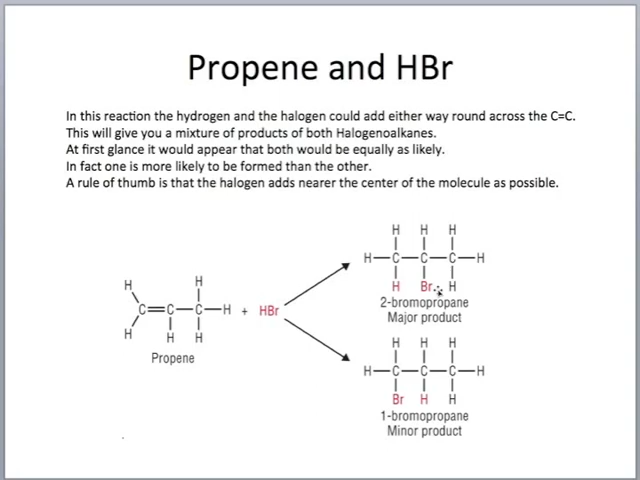 Propene and HBr
In this reaction the hydrogen and the halogen could add either way round across the C=C.
This will give you a mixture of products of both Halogenoalkanes.
At first glance it would appear that both would be equally as likely.
In fact one is more likely to be formed than the other.
A rule of thumb is that the halogen adds nearer the center of the molecule as possible.
H H H
H—C—C—C—H
H Br H
2-bromopropane
Major product
H H
C=C—C—H + HBr
H H H
Propene
H H H
H—C—C—C—H
Br H H
1-bromopropane
Minor product